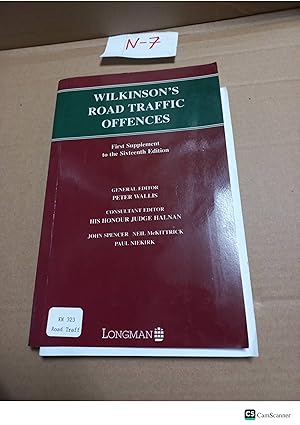 N-7
WILKINSON'S
ROAD TRAFFIC
OFFENCES
First Supplement
to the Sixteenth Edition
GENERAL EDITOR
PETER WALLIS
CONSULTANT EDITOR
HIS HONOUR JUDGE HALNAN
JOHN SPENCER NEIL McKITTRICK
PAUL NIEKIRK
KN 323
Road Traff
LONGMAN
CS CamScanner